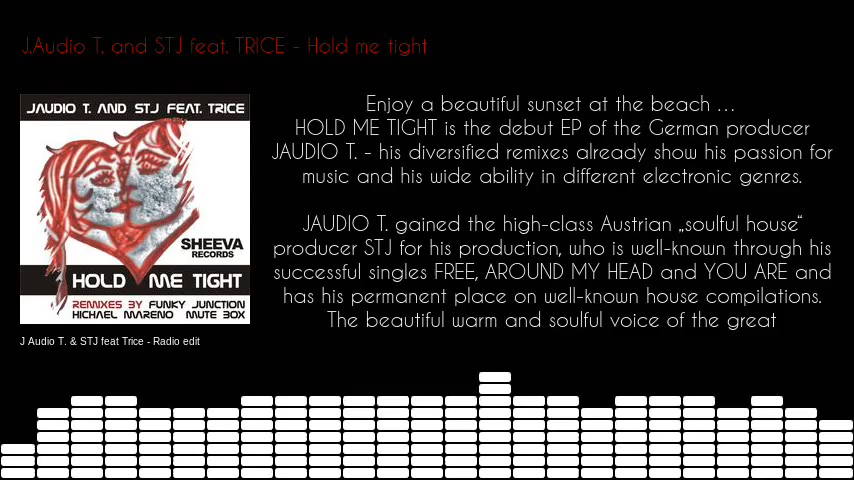 J.Audio T. and STJ feat. TRICE - Hold me tight
JAUDIO T. AND STJ FEAT. TRICE
SHEEVA
RECORDS
HOLD ME TIGHT
REMIXES BY FUNKY JUNCTION
MICHAEL MARENO MUTE BOX
J Audio T. & STJ feat Trice - Radio edit
Enjoy a beautiful sunset at the beach ...
HOLD ME TIGHT is the debut EP of the German producer
JAUDIO T. - his diversified remixes already show his passion for
music and his wide ability in different electronic genres.
JAUDIO T. gained the high-class Austrian „soulful house“
producer STJ for his production, who is well-known through his
successful singles FREE, AROUND MY HEAD and YOU ARE and
has his permanent place on well-known house compilations.
The beautiful warm and soulful voice of the great